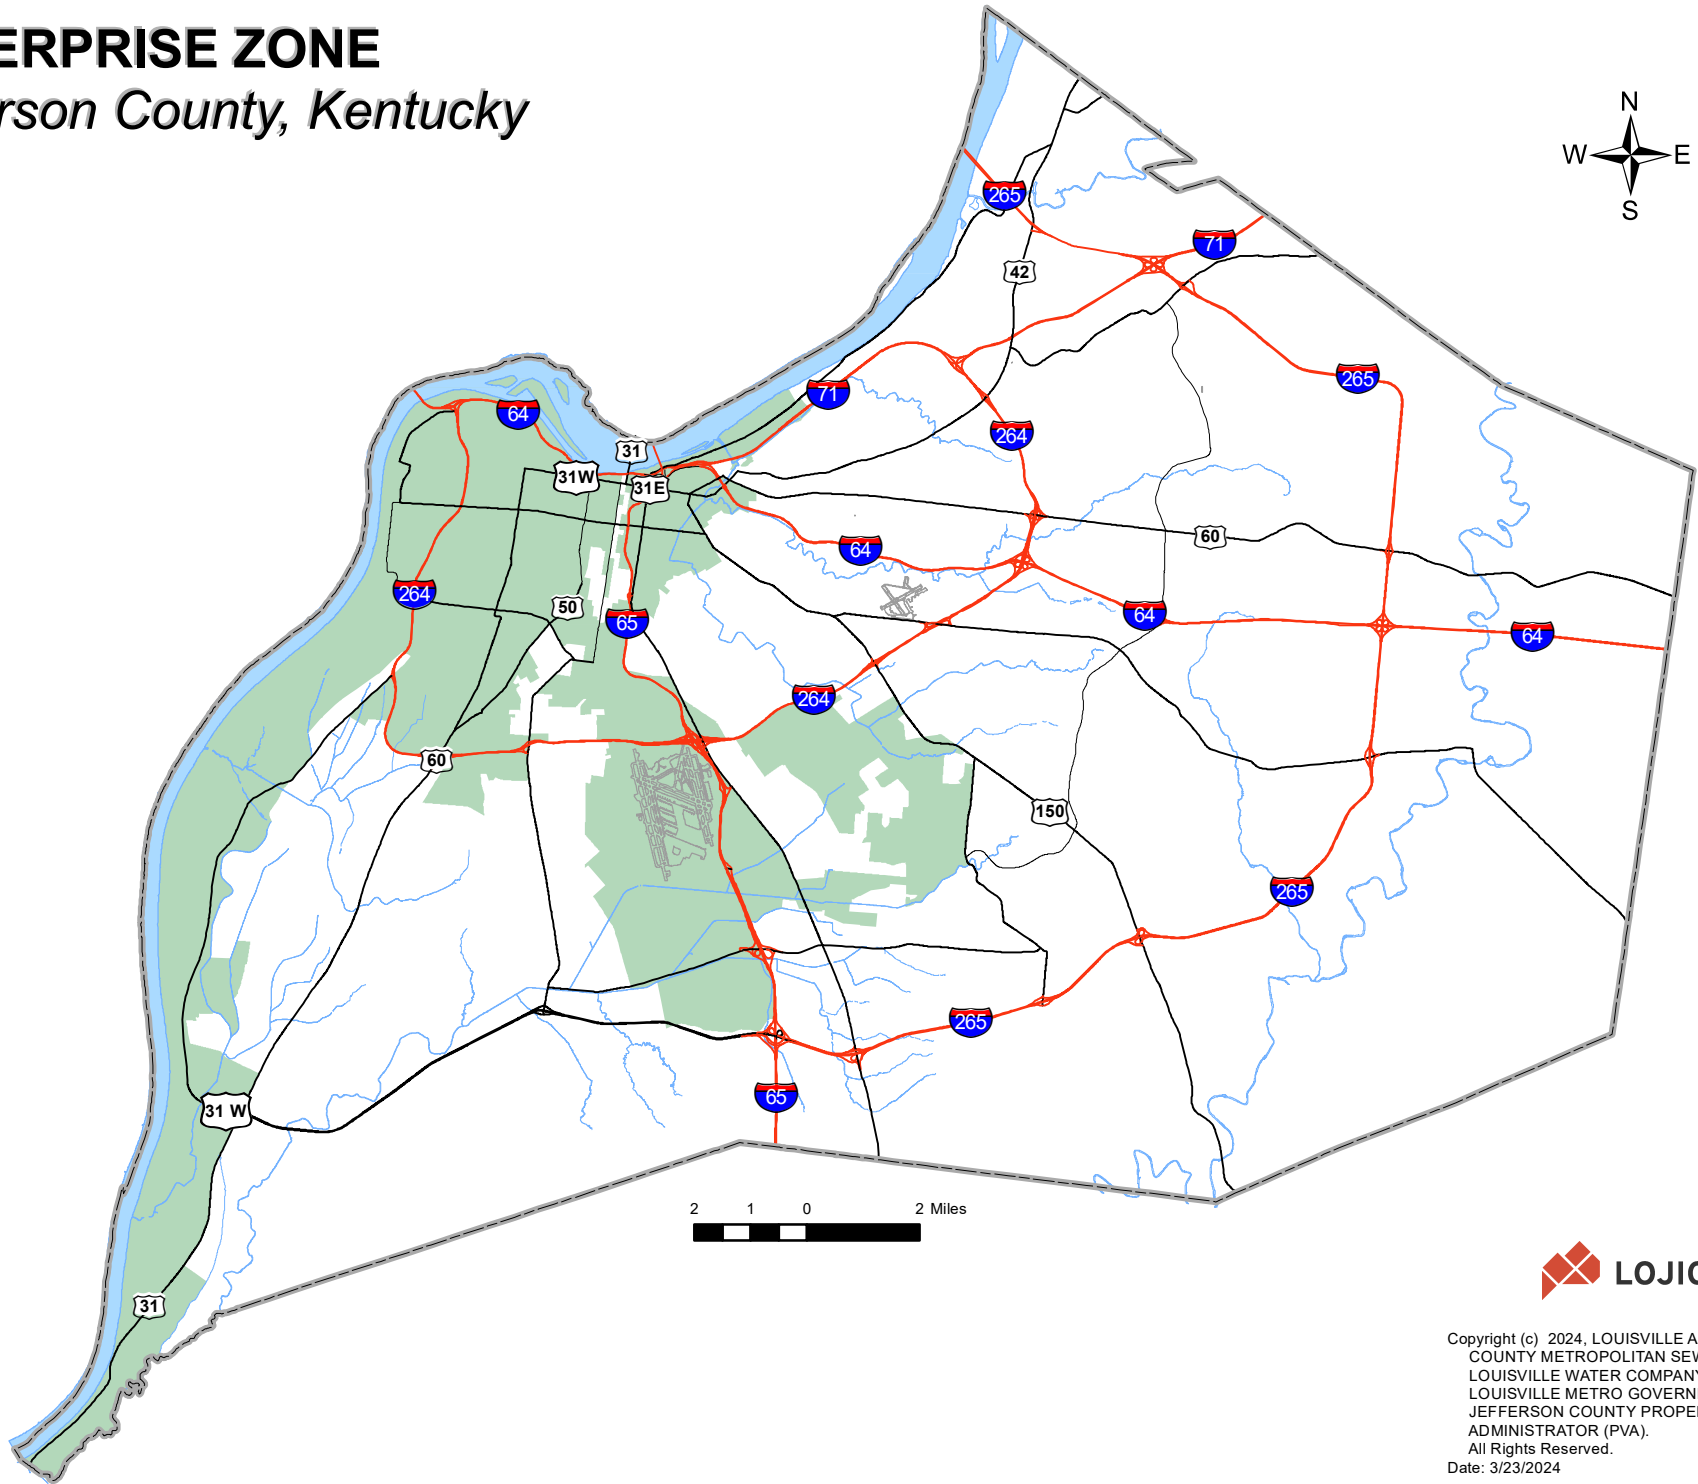 ERPRISE ZONE
rson County, Kentucky
N
W E
S
265
71
42
265
71
64
264
31
31W
31E
60
64
264
50
65
64
64
264
60
150
265
265
65
31 W
31
2 1 0 2 Miles
LOJIC
Copyright (c) 2024, LOUISVILLE A
COUNTY METROPOLITAN SEW
LOUISVILLE WATER COMPANY
LOUISVILLE METRO GOVERN
JEFFERSON COUNTY PROPE
ADMINISTRATOR (PVA).
All Rights Reserved.
Date: 3/23/2024